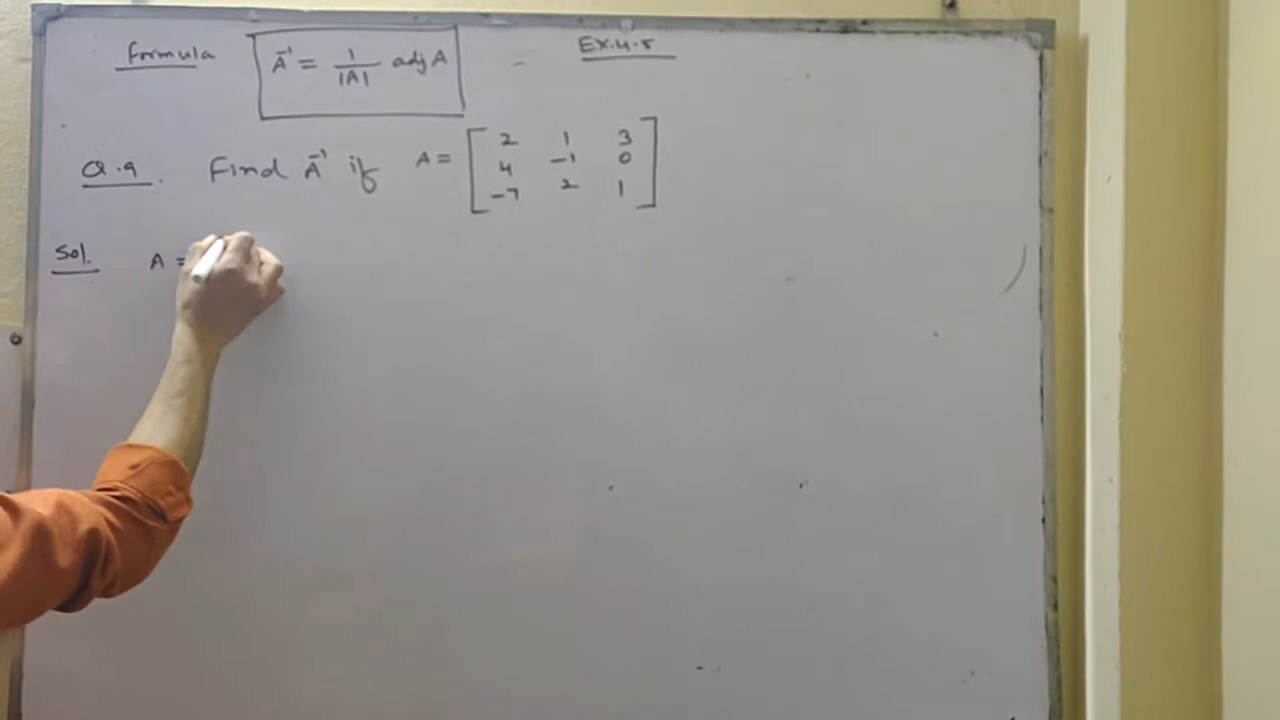 Formula A⁻¹ = 1/|A| adj A – Ex.4.5
Q.9. Find A⁻¹ if A = [ 2 1 3
4 -1 0
-7 2 1 ]
Sol. A =